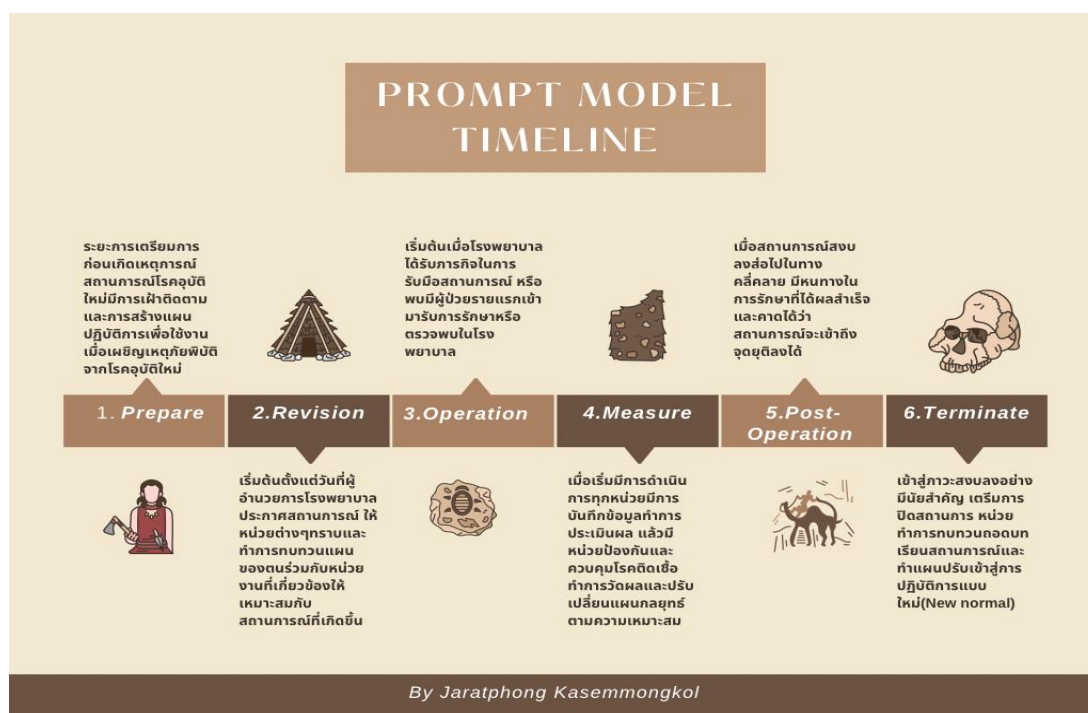 PROMPT MODEL
TIMELINE
ระยะการเตรียมการ
ก่อนเกิดเหตุการณ์
สถานการณ์โรคอุบัติ
ใหม่มีการเฝ้าติดตาม
และการสร้างแผน
ปฏิบัติการเพื่อใช้งาน
เมื่อเผชิญเหตุภัยพิบัติ
จากโรคอุบัติใหม่
1. Prepare
2.Revision
เริ่มต้นตั้งแต่วันที่ผู้
อำนวยการโรงพยาบาล
ประกาศสถานการณ์ ให้
หน่วยต่างๆทราบและ
ทำการทบทวนแผน
ของตนร่วมกับหน่วย
งานที่เกี่ยวข้องให้
เหมาะสมกับ
สถานการณ์ที่เกิดขึ้น
เริ่มต้นเมื่อโรงพยาบาล
ได้รับภารกิจในการ
รับมือสถานการณ์ หรือ
พบมีผู้ป่วยรายแรกเข้า
มารับการรักษาหรือ
ตรวจพบในโรง
พยาบาล
3.Operation
4.Measure
เมื่อเริ่มมีการดำเนิน
การทุกหน่วยมีการ
บันทึกข้อมูลทำการ
ประเมินผล แล้วมี
หน่วยป้องกันและ
ควบคุมโรคติดเชื้อ
ทำการวัดผลและปรับ
เปลี่ยนแผนกลยุทธ์
ตามความเหมาะสม
เมื่อสถานการณ์สงบ
ลงส่อไปในทาง
คลี่คลาย มีหนทางใน
การรักษาที่ได้ผลสำเร็จ
และคาดได้ว่า
สถานการณ์จะเข้าถึง
จุดยุติลงได้
5.Post-
Operation
6.Terminate
เข้าสู่ภาวะสงบลงอย่าง
มีนัยสำคัญ เตรีมการ
ปิดสถานการ หน่วย
ทำการทบทวนถอดบท
เรียนสถานการณ์และ
ทำแผนปรับเข้าสู่การ
ปฏิบัติการแบบ
ใหม่(New normal)
By Jaratphong Kasemmongkol